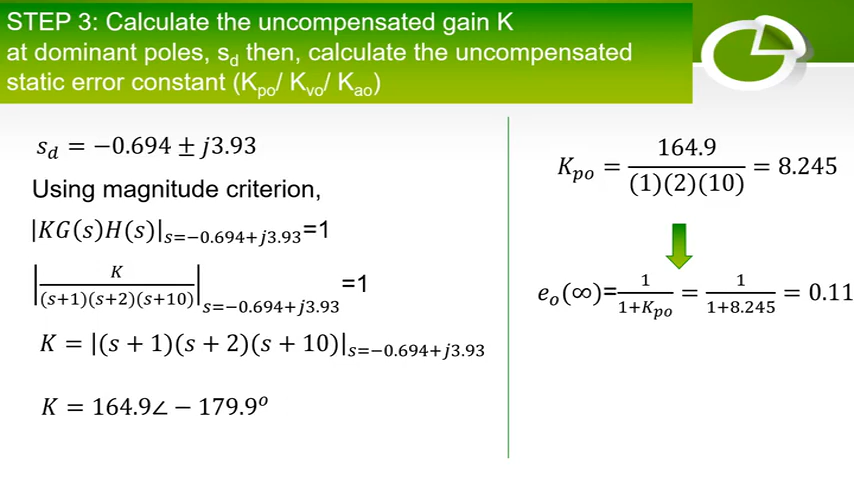 STEP 3: Calculate the uncompensated gain K
at dominant poles, s_d then, calculate the uncompensated
static error constant (K_po/ K_vo/ K_ao)
s_d = −0.694 ± j3.93
Using magnitude criterion,
|KG(s)H(s)|_{s=−0.694+j3.93}=1
|K/((s+1)(s+2)(s+10))|_{s=−0.694+j3.93}=1
K = |(s + 1)(s + 2)(s + 10)|_{s=−0.694+j3.93}
K = 164.9∠ − 179.9^o
K_po = 164.9/((1)(2)(10)) = 8.245
e_o(∞)=1/(1+K_po) = 1/(1+8.245) = 0.11